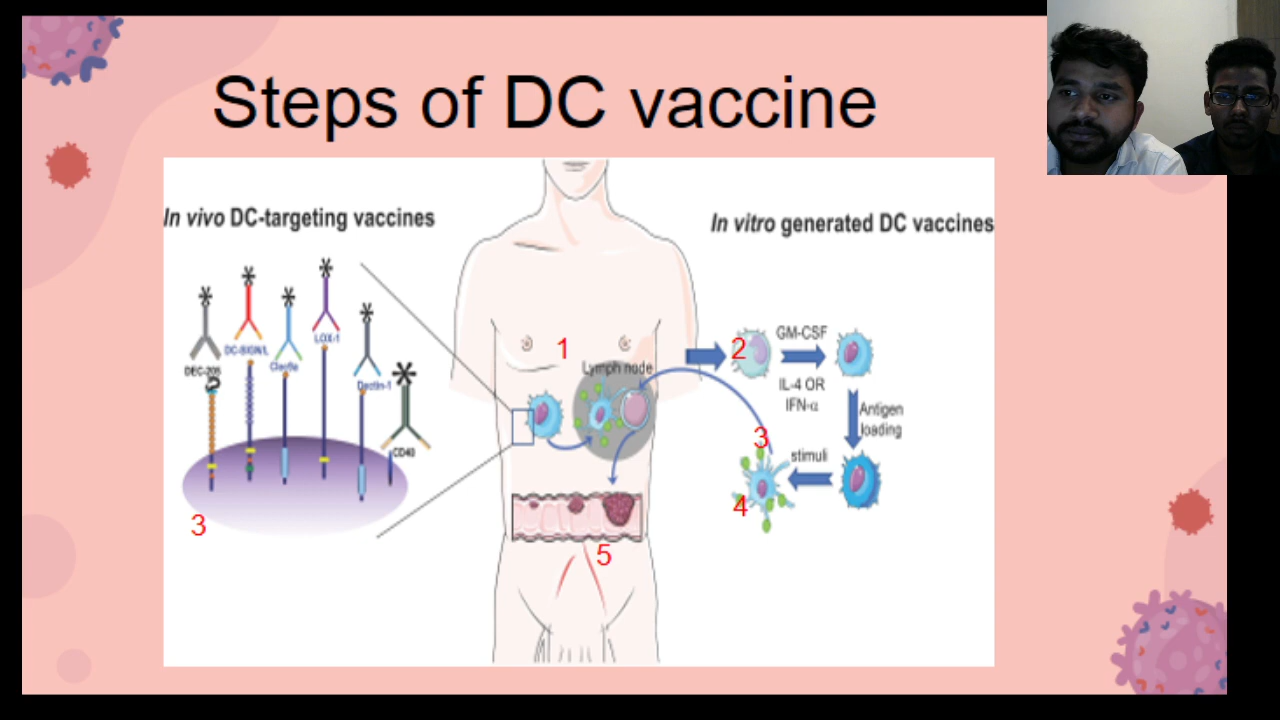 Steps of DC vaccine
In vivo DC-targeting vaccines
In vitro generated DC vaccines
DEC-205
DC-SIGN/L
Clec9a
LOX-1
Dectin-1
CD40
3
1
Lymph node
5
2
GM-CSF
IL-4 OR
IFN-α
Antigen
loading
stimuli
3
4